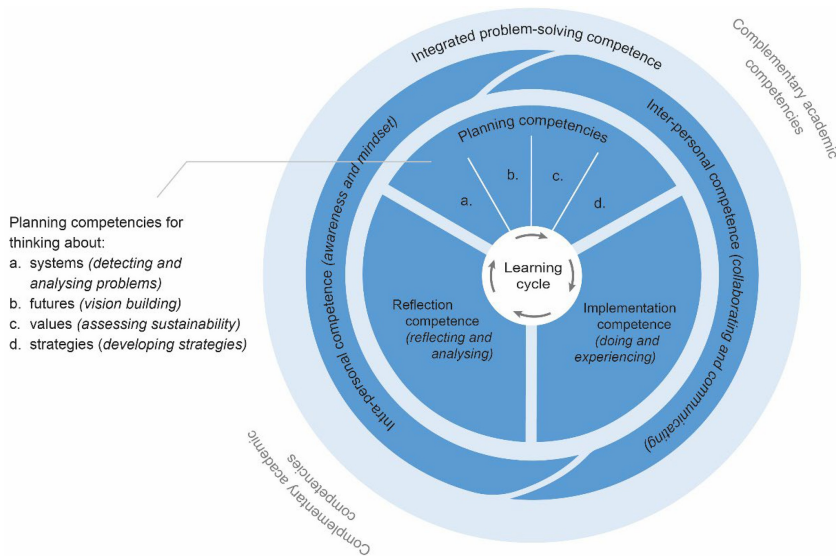 Integrated problem-solving competence
Complementary academic
competencies
Inter-personal competence (collaborating and communicating)
Intra-personal competence (awareness and mindset)
Planning competencies
a.
b.
c.
d.
Planning competencies for
thinking about:
a. systems (detecting and
analysing problems)
b. futures (vision building)
c. values (assessing sustainability)
d. strategies (developing strategies)
Learning
cycle
Reflection
competence
(reflecting and
analysing)
Implementation
competence
(doing and
experiencing)
Complementary academic
competencies